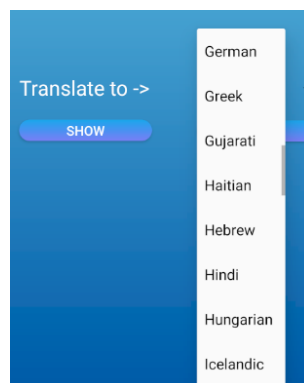 Translate to ->
SHOW
German
Greek
Gujarati
Haitian
Hebrew
Hindi
Hungarian
Icelandic